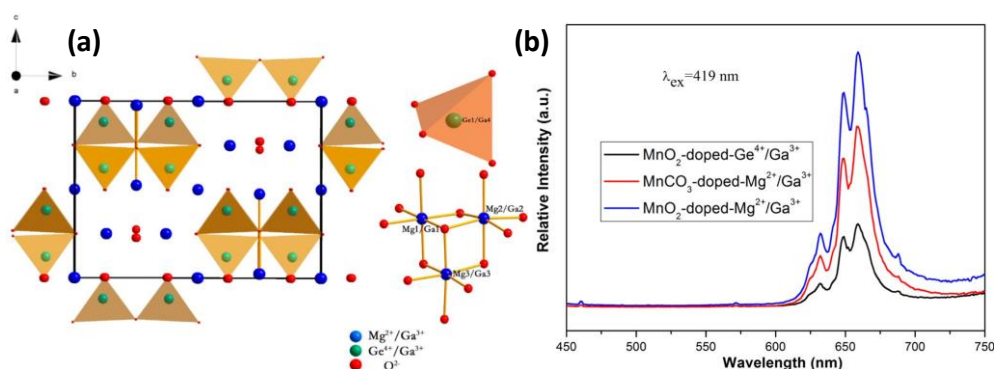 (a)
c
b
a
Ge1/Ga4
Mg2/Ga2
Mg1/Ga1
Mg3/Ga3
Mg²⁺/Ga³⁺
Ge⁴⁺/Ga³⁺
O²⁻
(b)
λex=419 nm
MnO₂-doped-Ge⁴⁺/Ga³⁺
MnCO₃-doped-Mg²⁺/Ga³⁺
MnO₂-doped-Mg²⁺/Ga³⁺
Relative Intensity (a.u.)
450 500 550 600 650 700 750
Wavelength (nm)